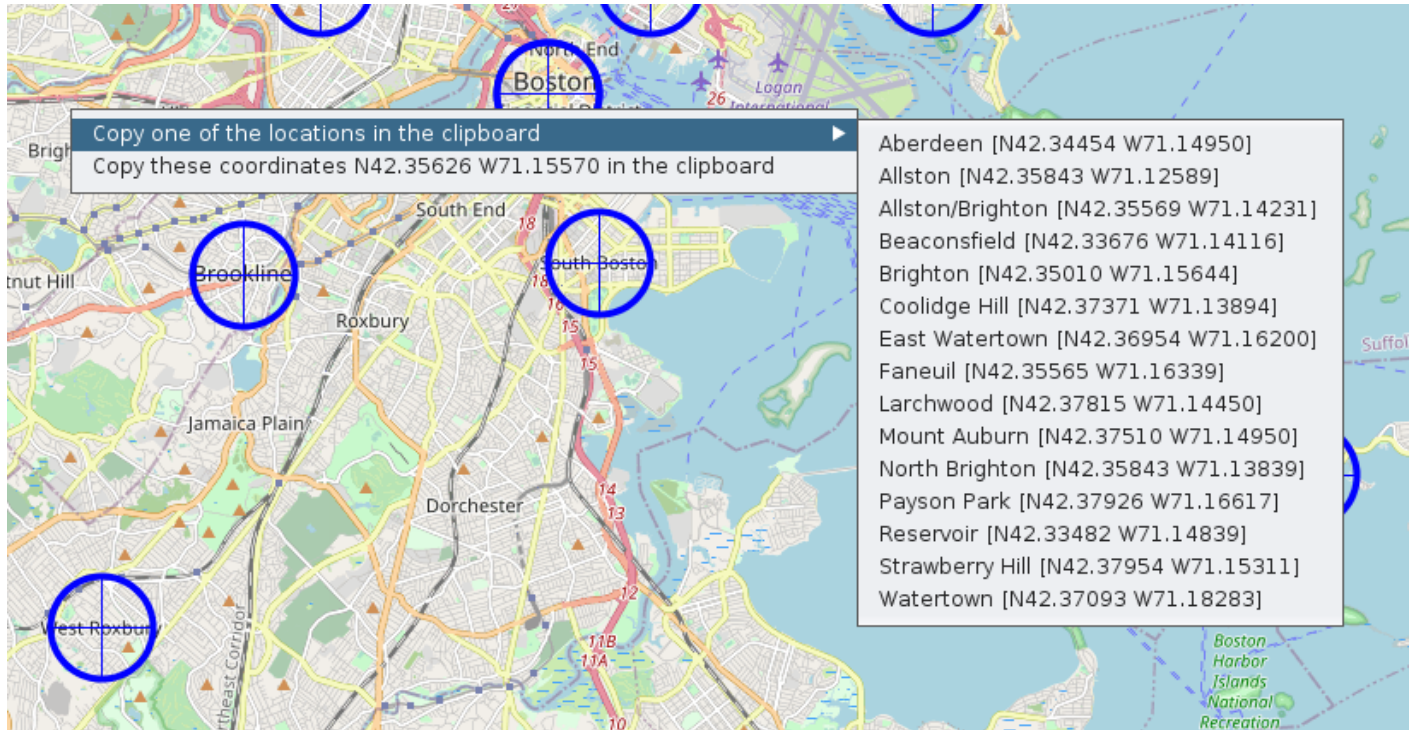 27
North End
Boston
Logan
International
26
Copy one of the locations in the clipboard
Copy these coordinates N42.35626 W71.15570 in the clipboard
Aberdeen [N42.34454 W71.14950]
Allston [N42.35843 W71.12589]
Allston/Brighton [N42.35569 W71.14231]
Beaconsfield [N42.33676 W71.14116]
Brighton [N42.35010 W71.15644]
Coolidge Hill [N42.37371 W71.13894]
East Watertown [N42.36954 W71.16200]
Faneuil [N42.35565 W71.16339]
Larchwood [N42.37815 W71.14450]
Mount Auburn [N42.37510 W71.14950]
North Brighton [N42.35843 W71.13839]
Payson Park [N42.37926 W71.16617]
Reservoir [N42.33482 W71.14839]
Strawberry Hill [N42.37954 W71.15311]
Watertown [N42.37093 W71.18283]
Brigh
South End
18
Brookline
South Boston
tnut Hill
18
16
Roxbury
15
15
Suffol
Jamaica Plain
14
Dorchester
13
12
West Roxbury
11B
11A
theast Corridor
10
Boston
Harbor
Islands
National
Recreation